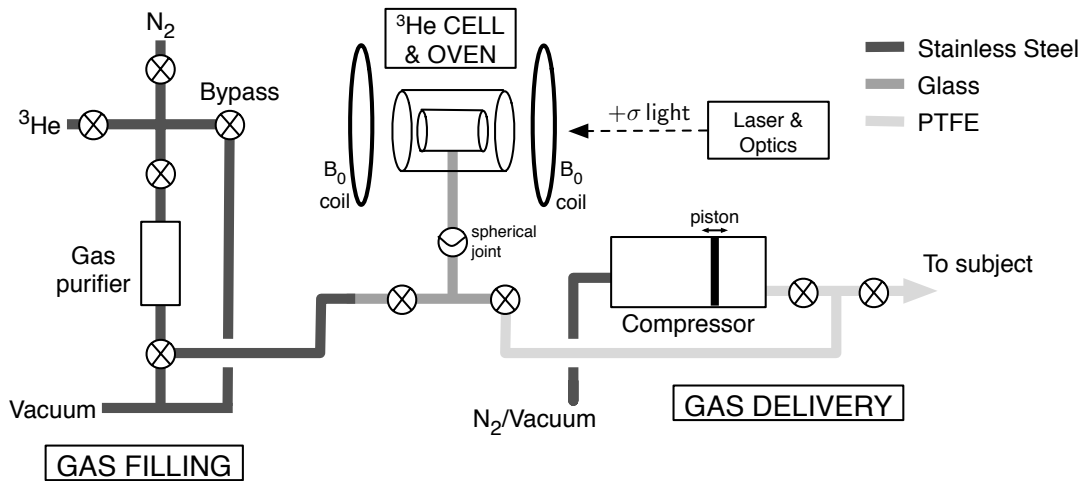 N₂
³He
Bypass
Gas
purifier
Vacuum
GAS FILLING
³He CELL
& OVEN
B₀
coil
B₀
coil
spherical
joint
+σ light
Laser &
Optics
Stainless Steel
Glass
PTFE
piston
Compressor
To subject
N₂/Vacuum
GAS DELIVERY